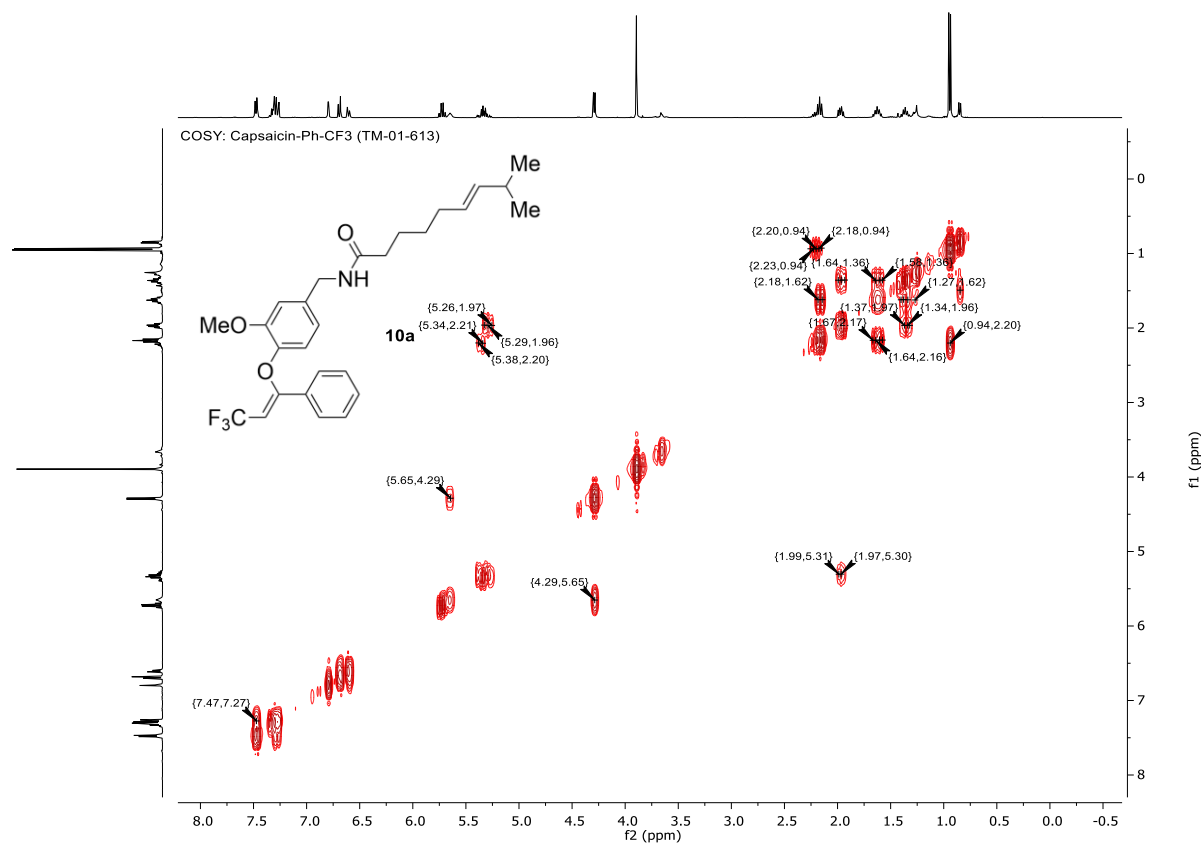 COSY: Capsaicin-Ph-CF3 (TM-01-613)
Me
Me
O
NH
MeO
10a
O
F₃C
{2.20,0.94} {2.18,0.94}
{2.23,0.94} {1.64,1.36} {1.58,1.36}
{2.18,1.62} {1.27,1.62}
{1.37,1.97} {1.34,1.96}
{1.67,2.17} {0.94,2.20}
{1.64,2.16}
{5.26,1.97}
{5.34,2.21} {5.29,1.96}
{5.38,2.20}
{5.65,4.29}
{4.29,5.65}
{1.99,5.31} {1.97,5.30}
{7.47,7.27}
0
1
2
3
4
5
6
7
8
f1 (ppm)
8.0 7.5 7.0 6.5 6.0 5.5 5.0 4.5 4.0 3.5 3.0 2.5 2.0 1.5 1.0 0.5 0.0 -0.5
f2 (ppm)